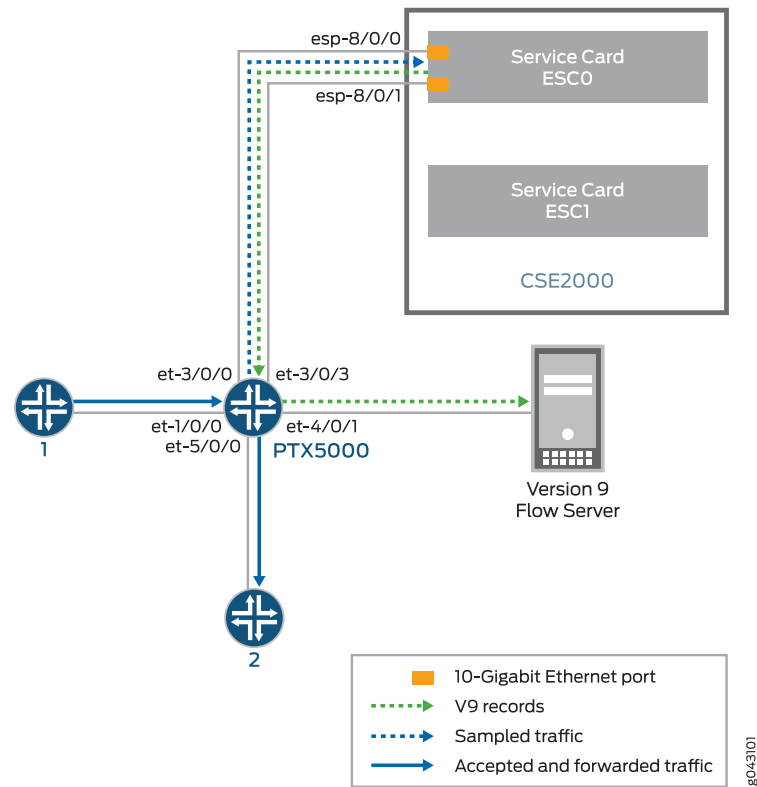 esp-8/0/0
Service Card
ESC0
esp-8/0/1
Service Card
ESC1
CSE2000
et-3/0/0
et-3/0/3
et-1/0/0
et-4/0/1
1
et-5/0/0
PTX5000
Version 9
Flow Server
2
10-Gigabit Ethernet port
V9 records
Sampled traffic
Accepted and forwarded traffic
g043101